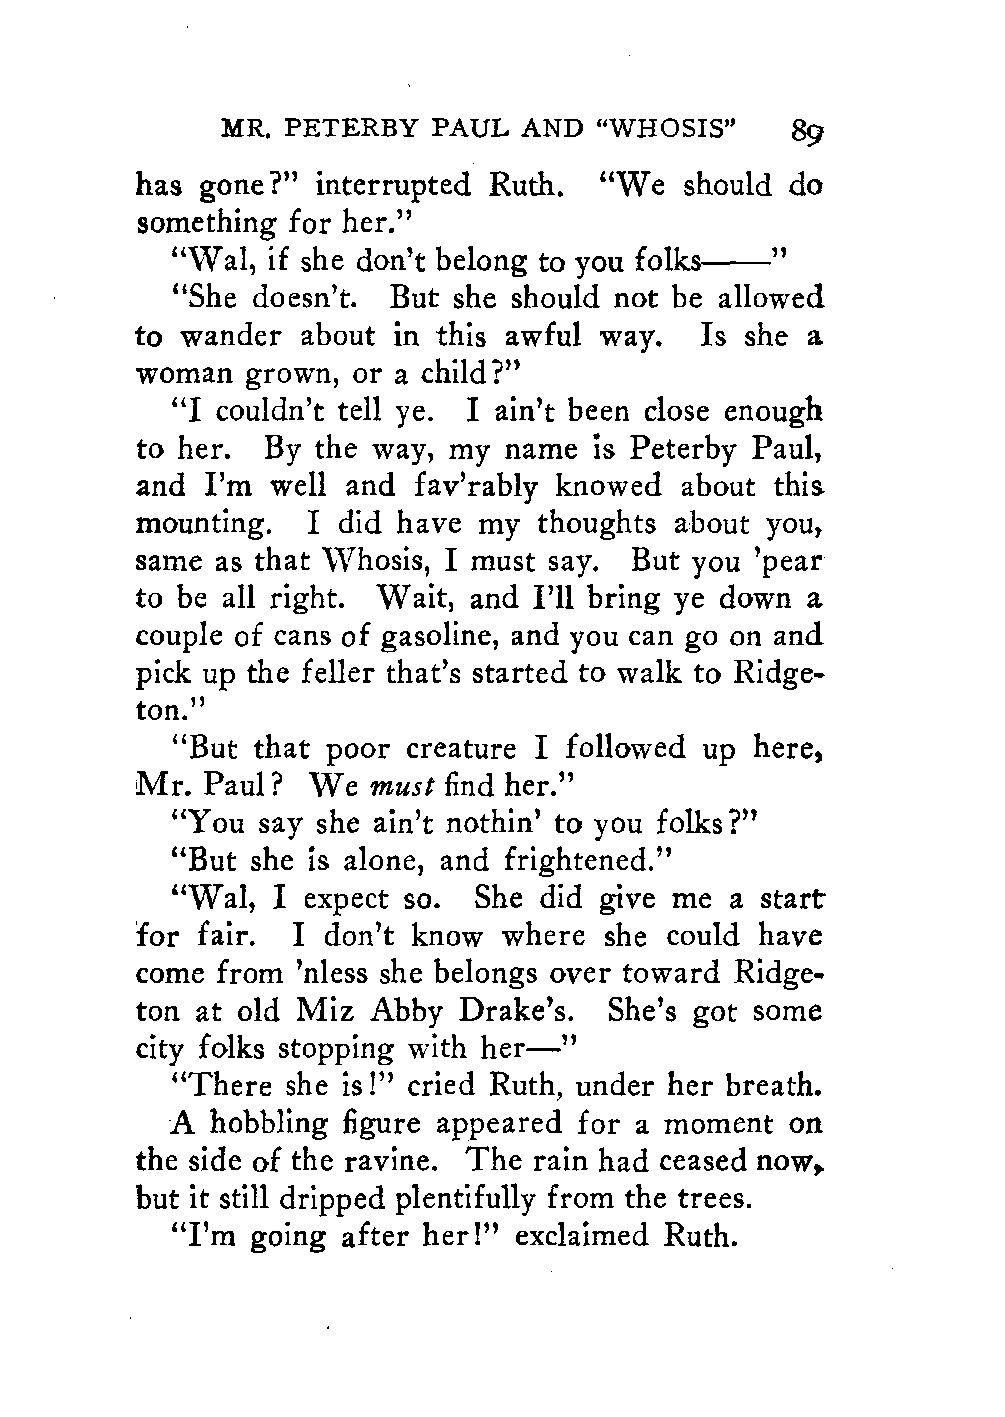 MR. PETERBY PAUL AND "WHOSIS" 89
has gone?" interrupted Ruth. "We should do
something for her."
"Wal, if she don't belong to you folks——"
"She doesn't. But she should not be allowed
to wander about in this awful way. Is she a
woman grown, or a child?"
"I couldn't tell ye. I ain't been close enough
to her. By the way, my name is Peterby Paul,
and I'm well and fav'rably knowed about this
mounting. I did have my thoughts about you,
same as that Whosis, I must say. But you 'pear
to be all right. Wait, and I'll bring ye down a
couple of cans of gasoline, and you can go on and
pick up the feller that's started to walk to Ridge-
ton."
"But that poor creature I followed up here,
Mr. Paul? We must find her."
"You say she ain't nothin' to you folks?"
"But she is alone, and frightened."
"Wal, I expect so. She did give me a start
for fair. I don't know where she could have
come from 'nless she belongs over toward Ridge-
ton at old Miz Abby Drake's. She's got some
city folks stopping with her—"
"There she is!" cried Ruth, under her breath.
A hobbling figure appeared for a moment on
the side of the ravine. The rain had ceased now,
but it still dripped plentifully from the trees.
"I'm going after her!" exclaimed Ruth.